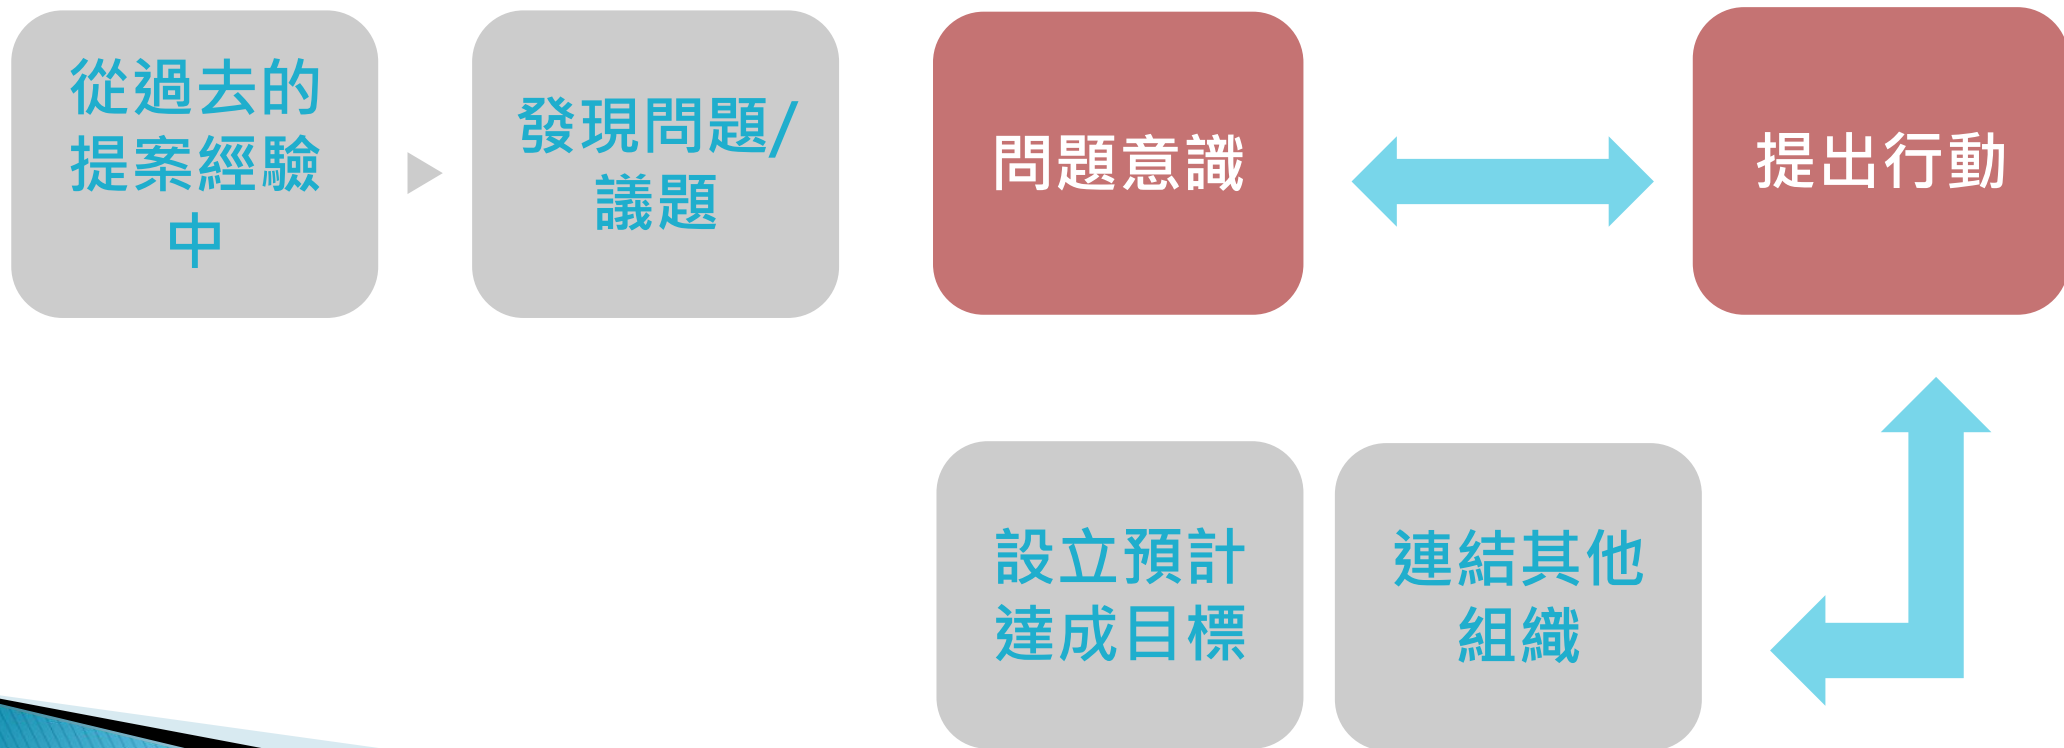 從過去的
提案經驗
中
發現問題/
議題
問題意識
提出行動
設立預計
達成目標
連結其他
組織